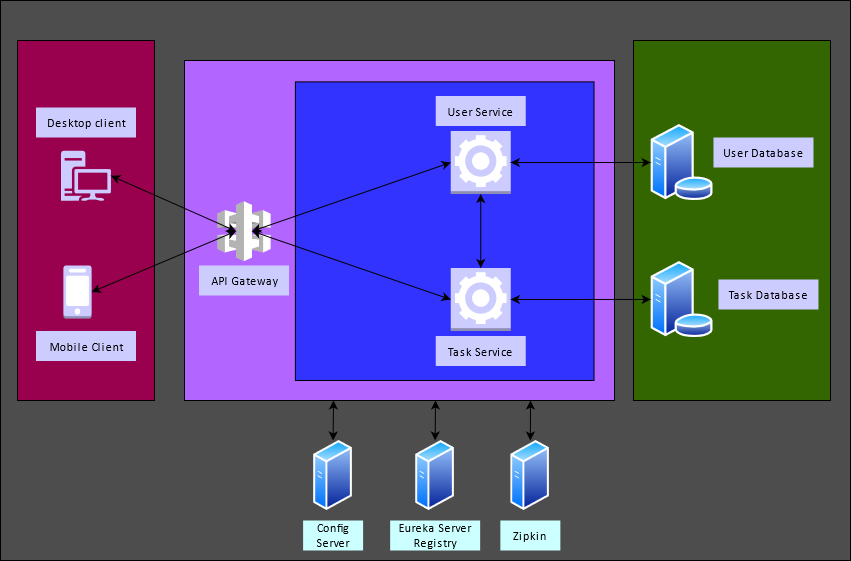 Desktop client
Mobile Client
API Gateway
User Service
Task Service
User Database
Task Database
Config
Server
Eureka Server
Registry
Zipkin